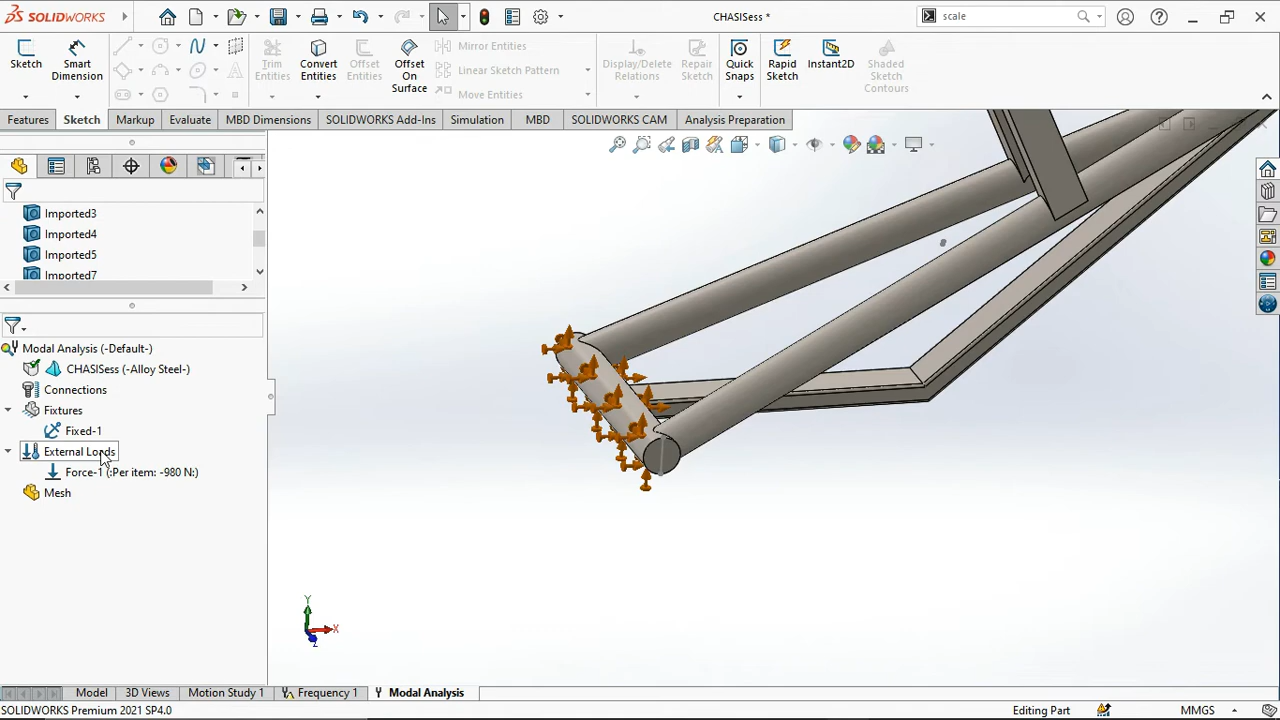 SOLIDWORKS
CHASISess *
scale
Sketch
Smart Dimension
Trim Entities
Convert Entities
Offset Entities
Offset On Surface
Mirror Entities
Linear Sketch Pattern
Move Entities
Display/Delete Relations
Repair Sketch
Quick Snaps
Rapid Sketch
Instant2D
Shaded Sketch Contours
Features
Sketch
Markup
Evaluate
MBD Dimensions
SOLIDWORKS Add-Ins
Simulation
MBD
SOLIDWORKS CAM
Analysis Preparation
Imported3
Imported4
Imported5
Imported7
Modal Analysis (-Default-)
CHASISess (-Alloy Steel-)
Connections
Fixtures
Fixed-1
External Loads
Force-1 (:Per item: -980 N:)
Mesh
Y
X
Z
Model
3D Views
Motion Study 1
Frequency 1
Modal Analysis
SOLIDWORKS Premium 2021 SP4.0
Editing Part
MMGS